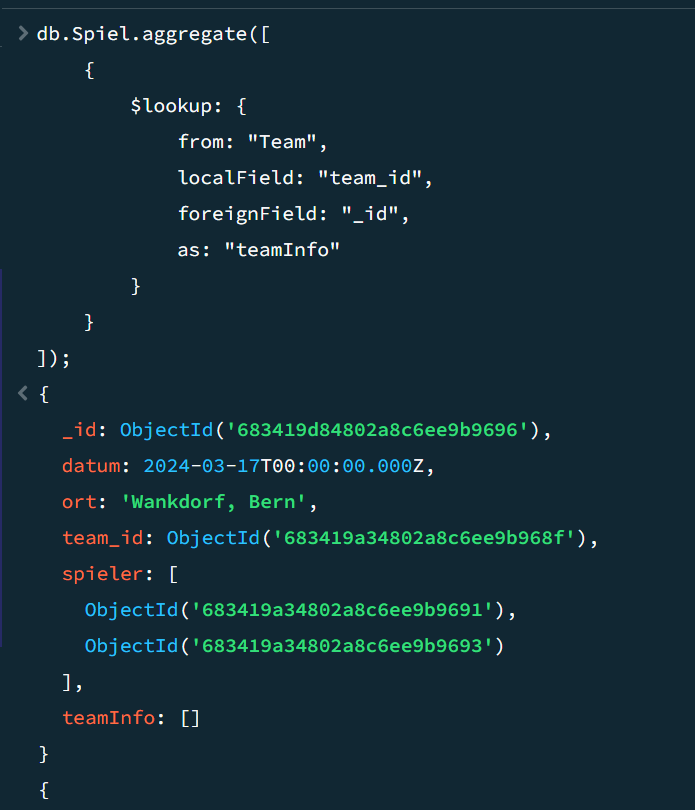 > db.Spiel.aggregate([
{
$lookup: {
from: "Team",
localField: "team_id",
foreignField: "_id",
as: "teamInfo"
}
}
]);
< {
_id: ObjectId('683419d84802a8c6ee9b9696'),
datum: 2024-03-17T00:00:00.000Z,
ort: 'Wankdorf, Bern',
team_id: ObjectId('683419a34802a8c6ee9b968f'),
spieler: [
ObjectId('683419a34802a8c6ee9b9691'),
ObjectId('683419a34802a8c6ee9b9693')
],
teamInfo: []
}
{